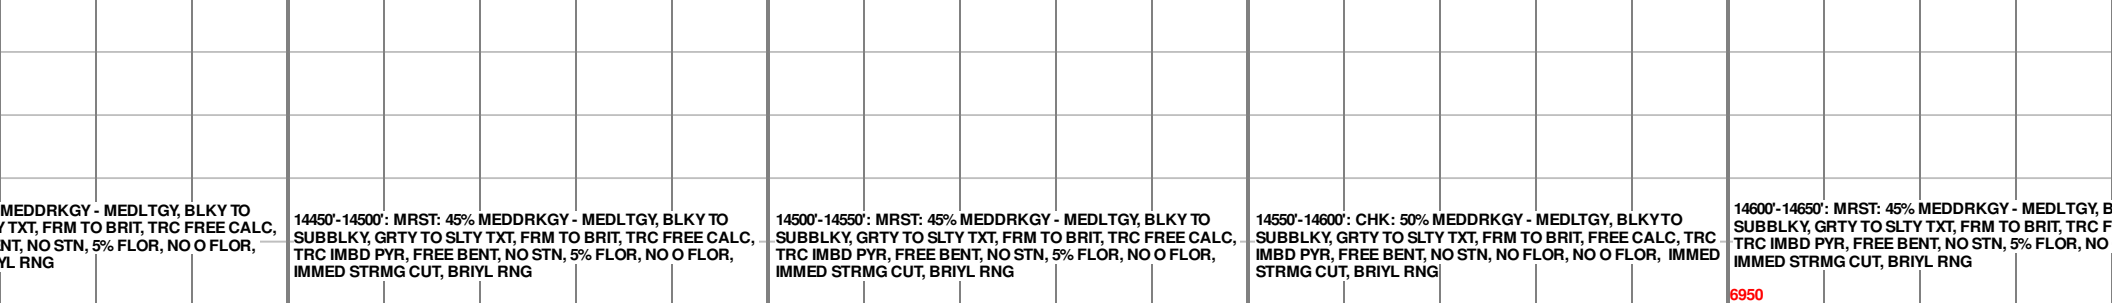 MEDDRKGY - MEDLTGY, BLKY TO
TXT, FRM TO BRIT, TRC FREE CALC,
NO STN, 5% FLOR, NO O FLOR,
RNG
14450'-14500': MRST: 45% MEDDRKGY - MEDLTGY, BLKY TO
SUBBLKY, GRTY TO SLTY TXT, FRM TO BRIT, TRC FREE CALC,
TRC IMBD PYR, FREE BENT, NO STN, 5% FLOR, NO O FLOR,
IMMED STRMG CUT, BRIYL RNG
14500'-14550': MRST: 45% MEDDRKGY - MEDLTGY, BLKY TO
SUBBLKY, GRTY TO SLTY TXT, FRM TO BRIT, TRC FREE CALC,
TRC IMBD PYR, FREE BENT, NO STN, 5% FLOR, NO O FLOR,
IMMED STRMG CUT, BRIYL RNG
14550'-14600': CHK: 50% MEDDRKGY - MEDLTGY, BLKY TO
SUBBLKY, GRTY TO SLTY TXT, FRM TO BRIT, FREE CALC, TRC
IMBD PYR, FREE BENT, NO STN, NO FLOR, NO O FLOR, IMMED
STRMG CUT, BRIYL RNG
14600'-14650': MRST: 45% MEDDRKGY - MEDLTGY,
SUBBLKY, GRTY TO SLTY TXT, FRM TO BRIT, TRC
TRC IMBD PYR, FREE BENT, NO STN, 5% FLOR, NO
IMMED STRMG CUT, BRIYL RNG
6950